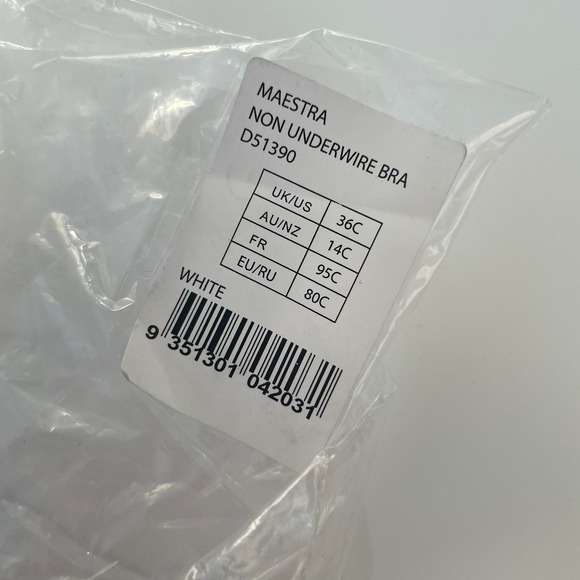 MAESTRA
NON UNDERWIRE BRA
D51390
UK/US 36C
AU/NZ 14C
FR 95C
EU/RU 80C
WHITE
9 351301 042031